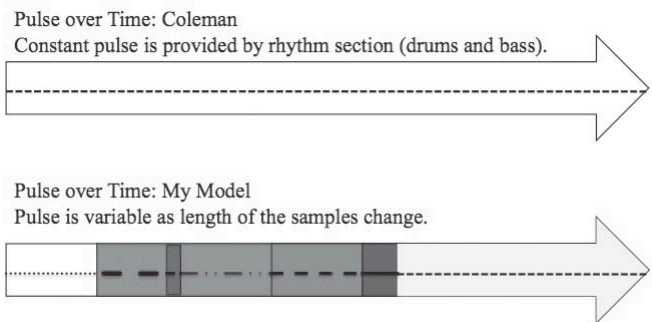 Pulse over Time: Coleman
Constant pulse is provided by rhythm section (drums and bass).
Pulse over Time: My Model
Pulse is variable as length of the samples change.